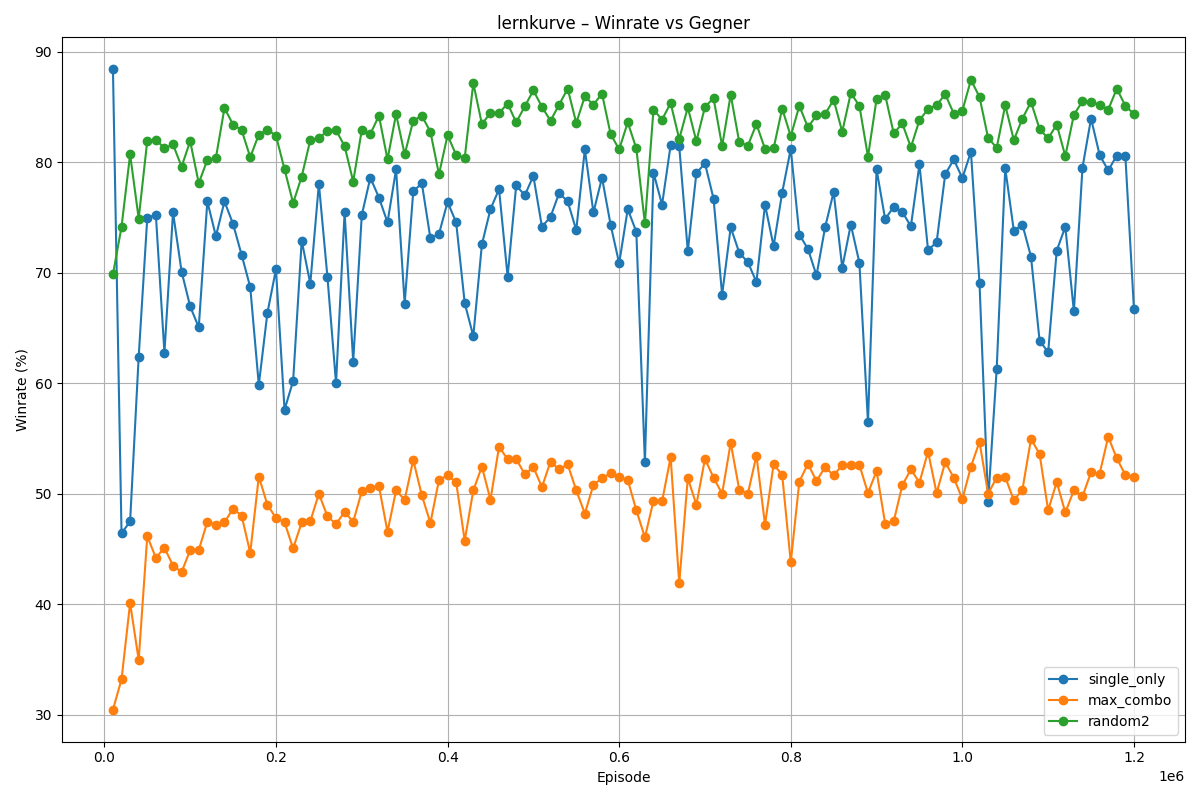 lernkurve – Winrate vs Gegner
90
80
70
60
50
40
30
Winrate (%)
0.0
0.2
0.4
0.6
0.8
1.0
1.2
1e6
Episode
single_only
max_combo
random2